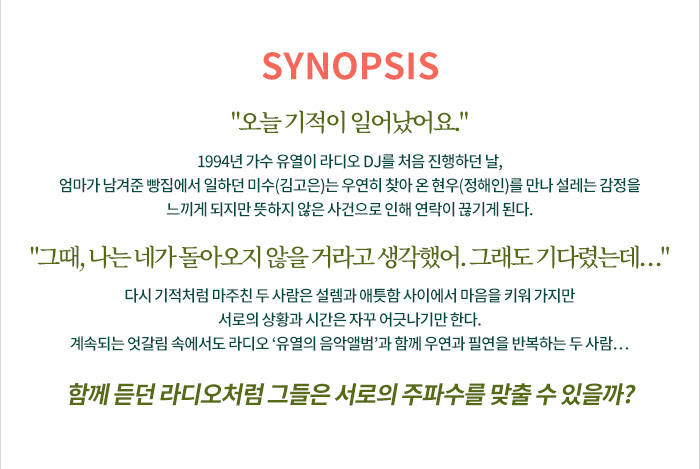 SYNOPSIS
"오늘 기적이 일어났어요."
1994년 가수 유열이 라디오 DJ를 처음 진행하던 날,
엄마가 남겨준 빵집에서 일하던 미수(김고은)는 우연히 찾아 온 현우(정해인)를 만나 설레는 감정을
느끼게 되지만 뜻하지 않은 사건으로 인해 연락이 끊기게 된다.
"그때, 나는 네가 돌아오지 않을 거라고 생각했어. 그래도 기다렸는데…"
다시 기적처럼 마주친 두 사람은 설렘과 애틋함 사이에서 마음을 키워 가지만
서로의 상황과 시간은 자꾸 어긋나기만 한다.
계속되는 엇갈림 속에서도 라디오 ‘유열의 음악앨범’과 함께 우연과 필연을 반복하는 두 사람…
함께 듣던 라디오처럼 그들은 서로의 주파수를 맞출 수 있을까?